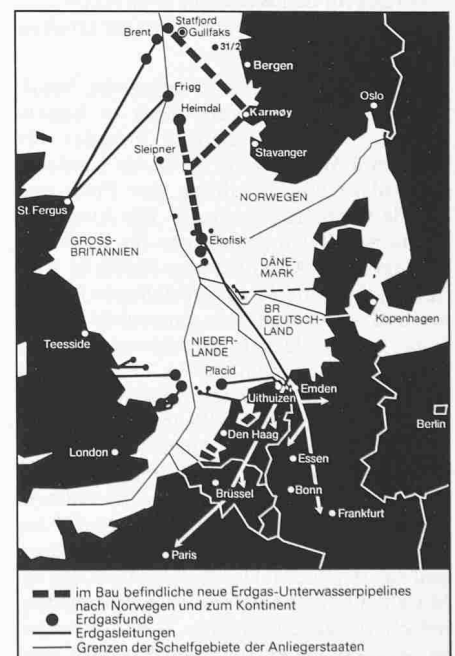 Statfjord
Brent
Gullfaks
31/2
Bergen
Frigg
Oslo
Heimdal
Karmøy
Sleipner
Stavanger
NORWEGEN
St. Fergus
GROSS-
BRITANNIEN
Ekofisk
DÄNE-
MARK
BR
DEUTSCH-
LAND
Kopenhagen
Teesside
NIEDER-
LANDE
Placid
Emden
Uithuizen
Berlin
Den Haag
London
Essen
Bonn
Brüssel
Frankfurt
Paris
im Bau befindliche neue Erdgas-Unterwasserpipelines
nach Norwegen und zum Kontinent
Erdgasfunde
Erdgasleitungen
Grenzen der Schelfgebiete der Anliegerstaaten